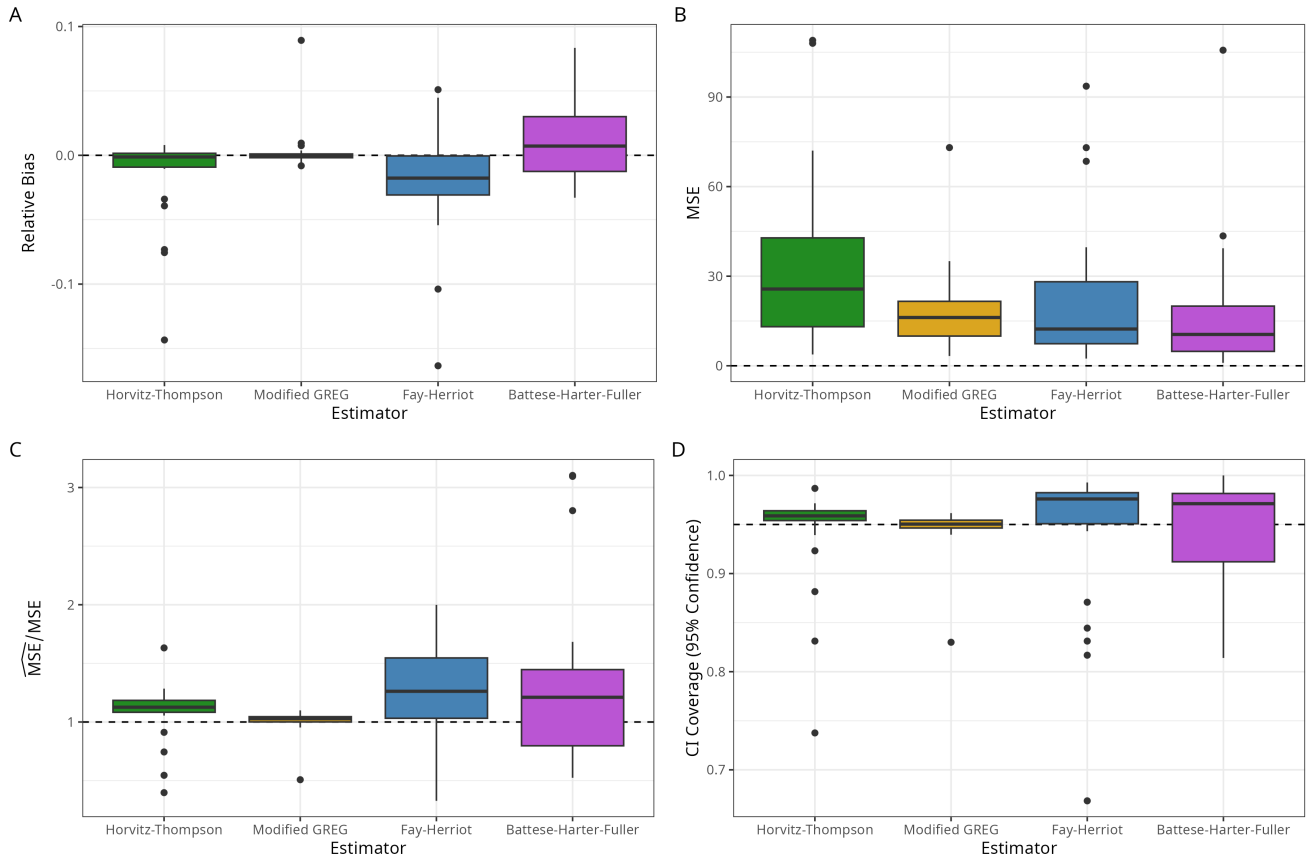 A
Relative Bias
0.1
0.0
-0.1
Horvitz-Thompson Modified GREG Fay-Herriot Battese-Harter-Fuller
Estimator
B
MSE
90
60
30
0
Horvitz-Thompson Modified GREG Fay-Herriot Battese-Harter-Fuller
Estimator
C
M͡SE/MSE
3
2
1
Horvitz-Thompson Modified GREG Fay-Herriot Battese-Harter-Fuller
Estimator
D
CI Coverage (95% Confidence)
1.0
0.9
0.8
0.7
Horvitz-Thompson Modified GREG Fay-Herriot Battese-Harter-Fuller
Estimator